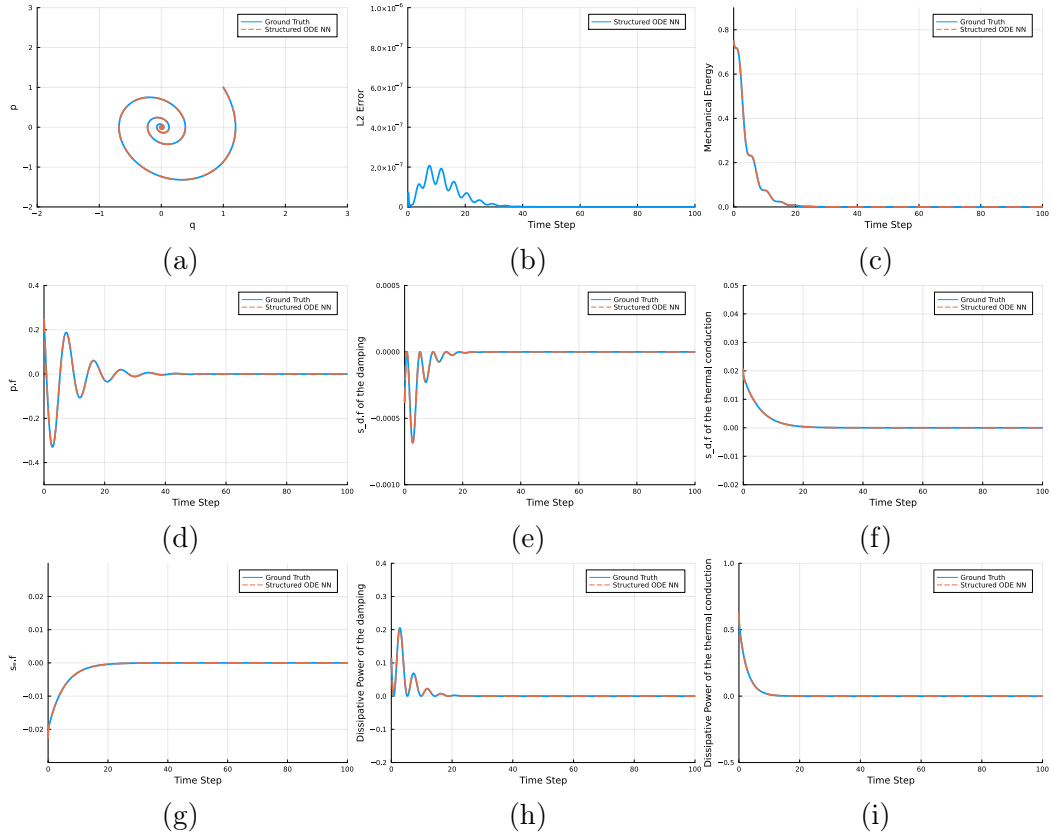 3
2
1
0
−1
−2
p
−2
−1
0
1
2
3
q
Ground Truth
Structured ODE NN
(a)
1.0×10⁻⁶
8.0×10⁻⁷
6.0×10⁻⁷
4.0×10⁻⁷
2.0×10⁻⁷
0
L2 Error
0
20
40
60
80
100
Time Step
Structured ODE NN
(b)
0.8
0.6
0.4
0.2
0.0
Mechanical Energy
0
20
40
60
80
100
Time Step
Ground Truth
Structured ODE NN
(c)
0.4
0.2
0.0
−0.2
−0.4
p.f
0
20
40
60
80
100
Time Step
Ground Truth
Structured ODE NN
(d)
0.0005
0.0000
−0.0005
−0.0010
s_d.f of the damping
0
20
40
60
80
100
Time Step
Ground Truth
Structured ODE NN
(e)
0.05
0.04
0.03
0.02
0.01
0.00
−0.01
−0.02
s_d.f of the thermal conduction
0
20
40
60
80
100
Time Step
Ground Truth
Structured ODE NN
(f)
0.02
0.01
0.00
−0.01
−0.02
0
20
40
60
80
100
Time Step
Ground Truth
Structured ODE NN
(g)
0.4
0.3
0.2
0.1
0.0
−0.1
−0.2
Dissipative Power of the damping
0
20
40
60
80
100
Time Step
Ground Truth
Structured ODE NN
(h)
1.0
0.5
0.0
−0.5
Dissipative Power of the thermal conduction
0
20
40
60
80
100
Time Step
Ground Truth
Structured ODE NN
(i)